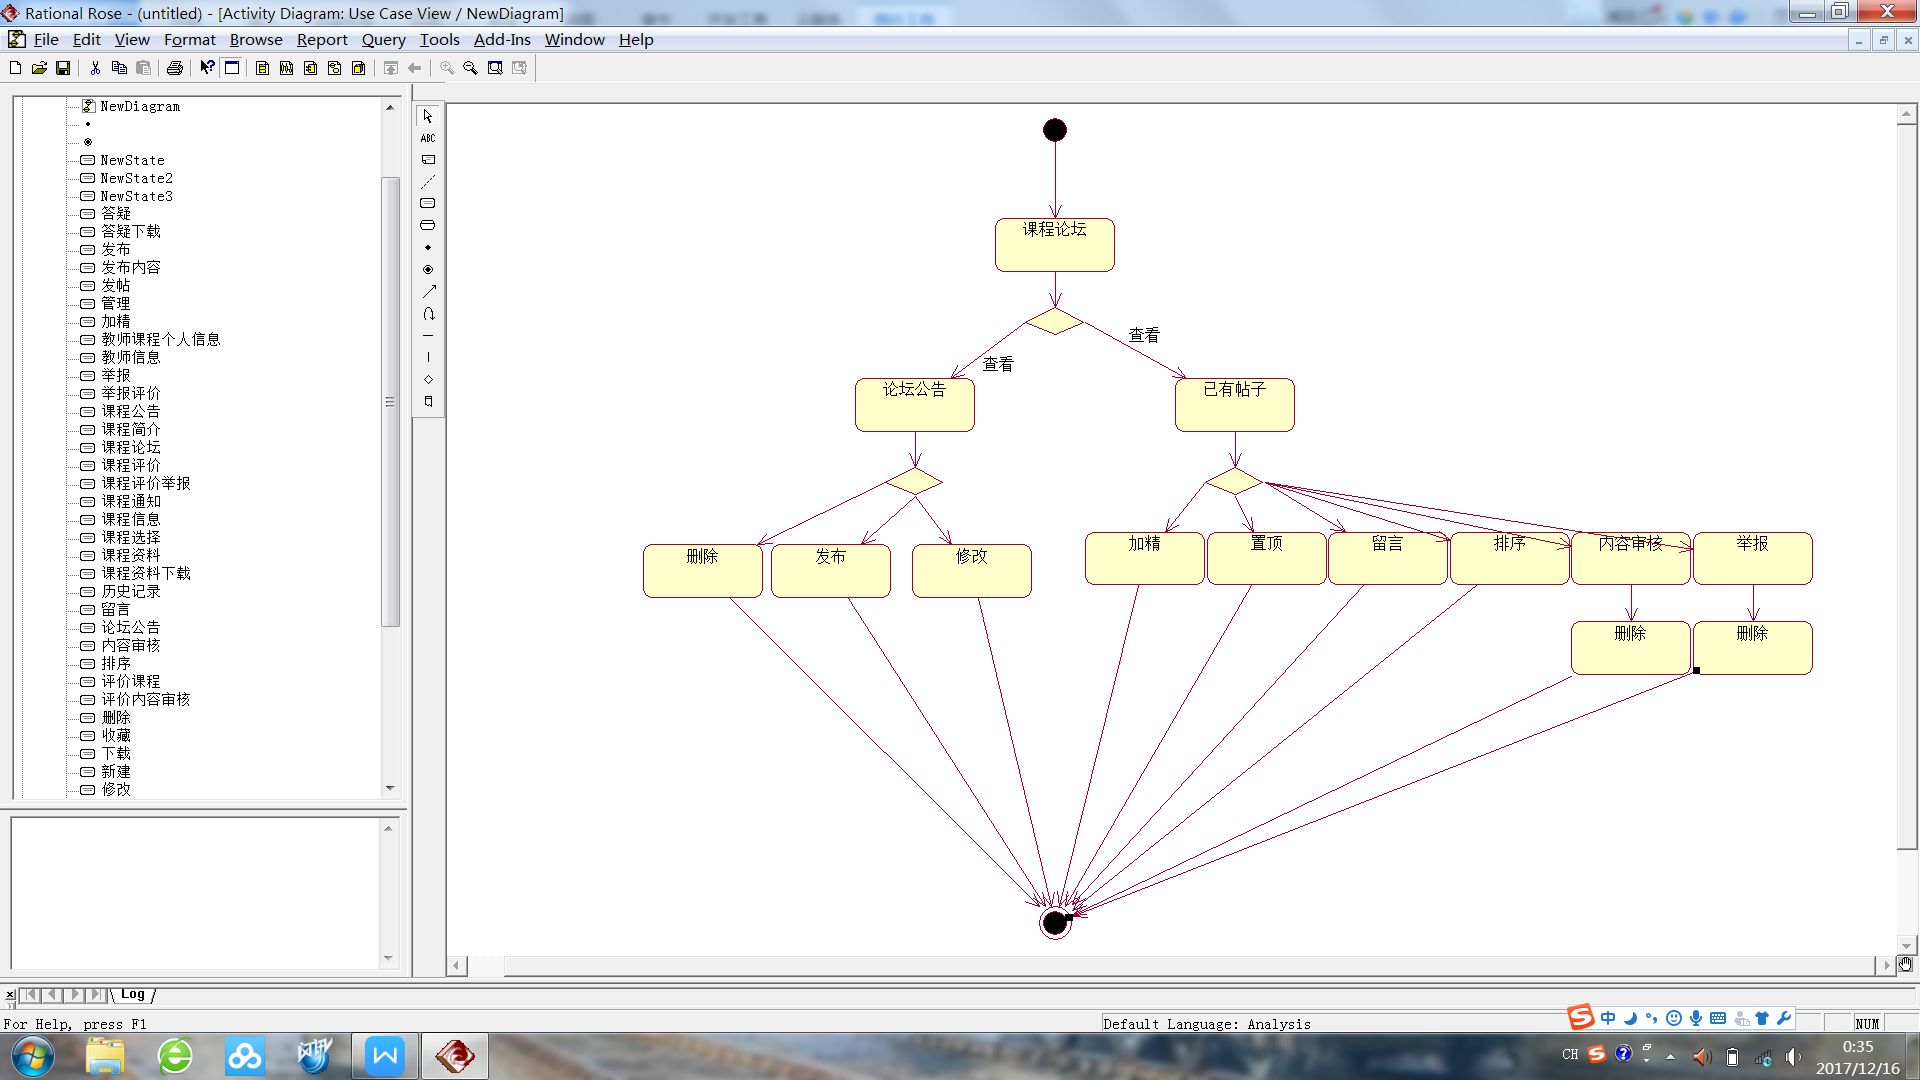 Rational Rose - (untitled) - [Activity Diagram: Use Case View / NewDiagram]
File Edit View Format Browse Report Query Tools Add-Ins Window Help
NewDiagram
NewState
NewState2
NewState3
答疑
答疑下载
发布
发布内容
发帖
管理
加精
教师课程个人信息
教师信息
举报
举报评价
课程公告
课程简介
课程论坛
课程评价
课程评价举报
课程通知
课程信息
课程选择
课程资料
课程资料下载
历史记录
留言
论坛公告
内容审核
排序
评价课程
评价内容审核
删除
收藏
下载
新建
修改
ABC
课程论坛
查看
查看
论坛公告
已有帖子
删除
发布
修改
加精
置顶
留言
排序
内容审核
举报
删除
删除
Log
For Help, press F1
Default Language: Analysis
NUM
中
CH
0:35
2017/12/16